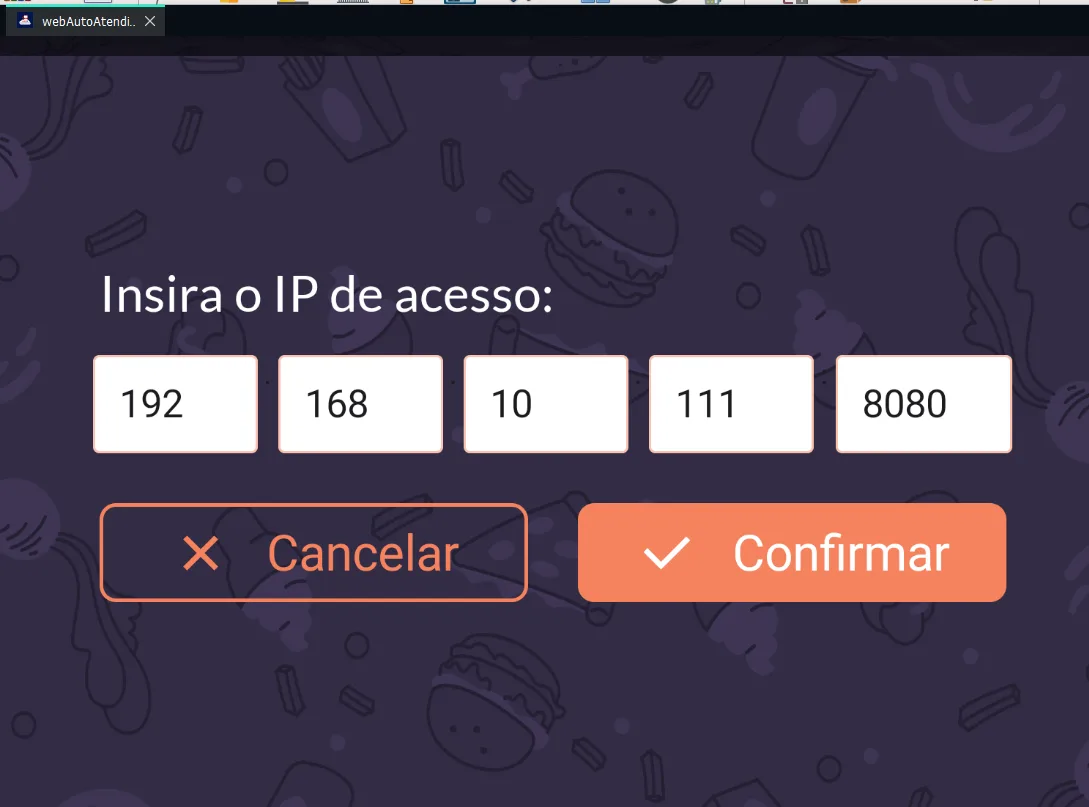 webAutoAtendi..
Insira o IP de acesso:
192 . 168 . 10 . 111 : 8080
Cancelar Confirmar